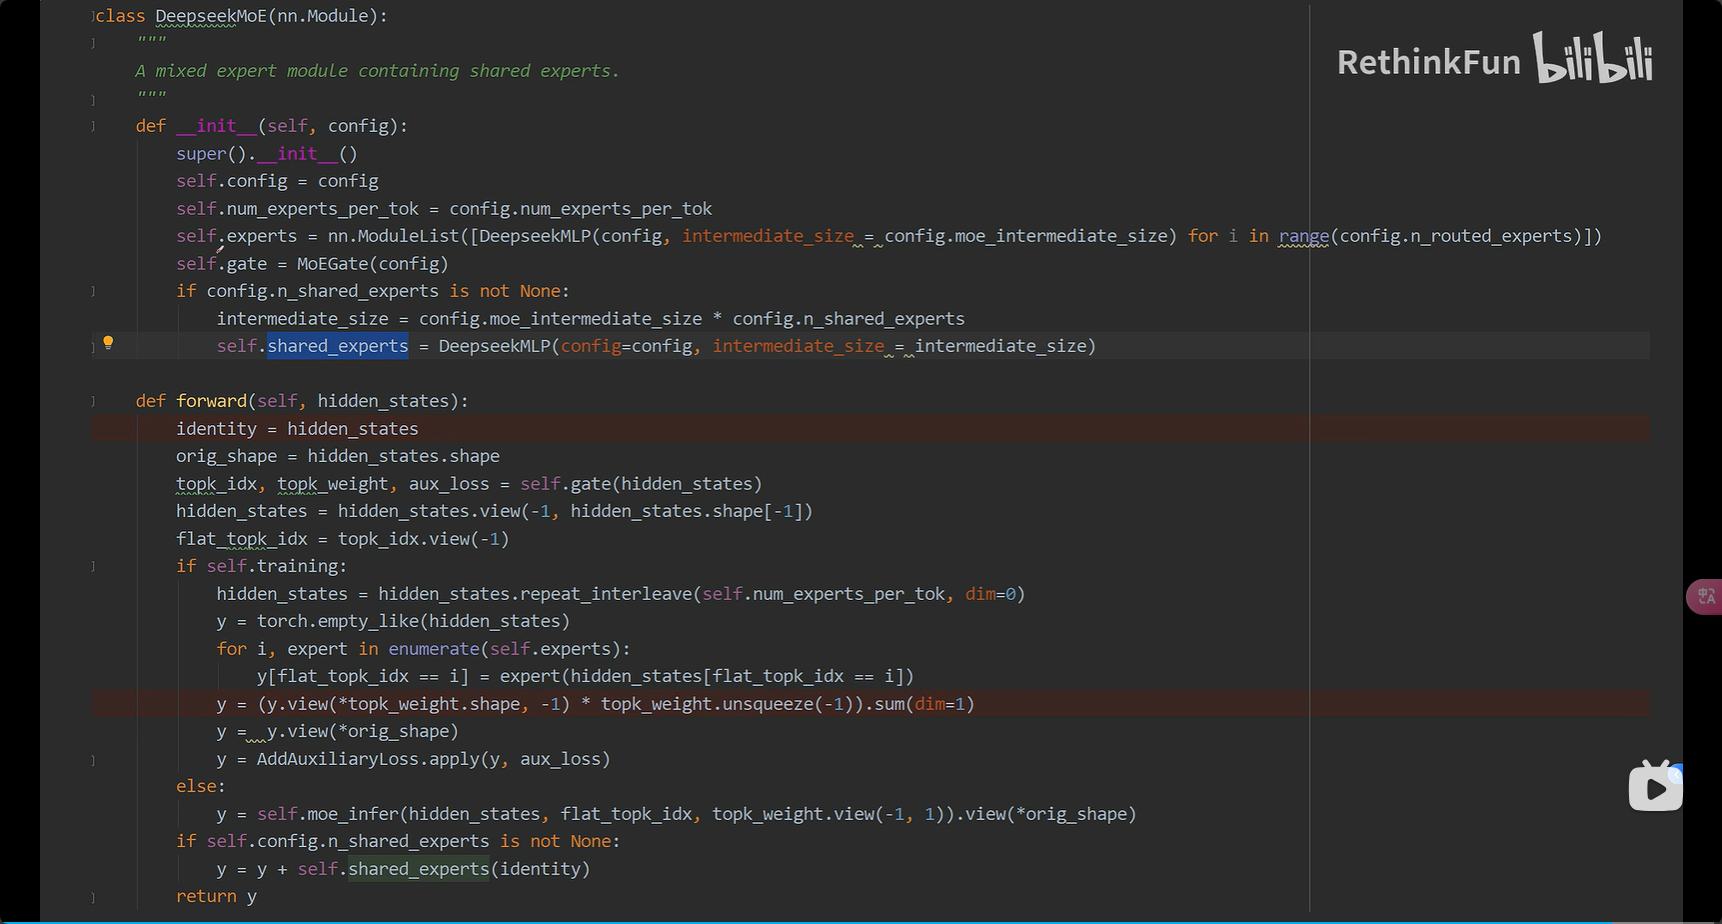 class DeepseekMoE(nn.Module):
"""
A mixed expert module containing shared experts.
"""
def __init__(self, config):
super().__init__()
self.config = config
self.num_experts_per_tok = config.num_experts_per_tok
self.experts = nn.ModuleList([DeepseekMLP(config, intermediate_size = config.moe_intermediate_size) for i in range(config.n_routed_experts)])
self.gate = MoEGate(config)
if config.n_shared_experts is not None:
intermediate_size = config.moe_intermediate_size * config.n_shared_experts
self.shared_experts = DeepseekMLP(config=config, intermediate_size = intermediate_size)
def forward(self, hidden_states):
identity = hidden_states
orig_shape = hidden_states.shape
topk_idx, topk_weight, aux_loss = self.gate(hidden_states)
hidden_states = hidden_states.view(-1, hidden_states.shape[-1])
flat_topk_idx = topk_idx.view(-1)
if self.training:
hidden_states = hidden_states.repeat_interleave(self.num_experts_per_tok, dim=0)
y = torch.empty_like(hidden_states)
for i, expert in enumerate(self.experts):
y[flat_topk_idx == i] = expert(hidden_states[flat_topk_idx == i])
y = (y.view(*topk_weight.shape, -1) * topk_weight.unsqueeze(-1)).sum(dim=1)
y =  y.view(*orig_shape)
y = AddAuxiliaryLoss.apply(y, aux_loss)
else:
y = self.moe_infer(hidden_states, flat_topk_idx, topk_weight.view(-1, 1)).view(*orig_shape)
if self.config.n_shared_experts is not None:
y = y + self.shared_experts(identity)
return y
RethinkFun bilibili
中A